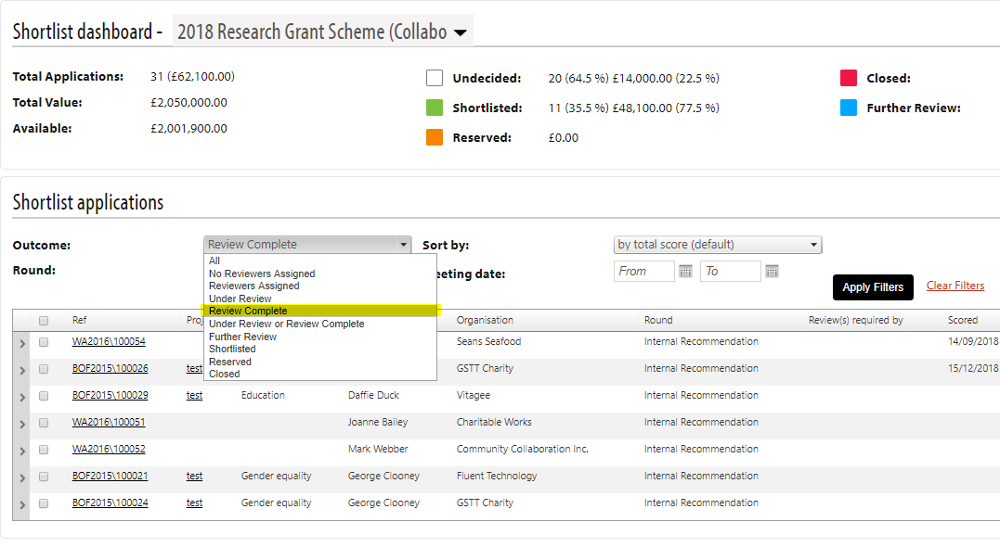 Shortlist dashboard - 2018 Research Grant Scheme (Collabo
Total Applications: 31 (£62,100.00)
Total Value: £2,050,000.00
Available: £2,001,900.00
Undecided: 20 (64.5 %) £14,000.00 (22.5 %)
Shortlisted: 11 (35.5 %) £48,100.00 (77.5 %)
Reserved: £0.00
Closed:
Further Review:
Shortlist applications
Outcome: Review Complete
Sort by: by total score (default)
Round:
All
No Reviewers Assigned
Reviewers Assigned
Under Review
Review Complete
Under Review or Review Complete
Further Review
Shortlisted
Reserved
Closed
eeting date: From To
Apply Filters Clear Filters
Ref Proj Organisation Round Review(s) required by Scored
WA2016\100054 Seans Seafood Internal Recommendation 14/09/2018
BOF2015\100026 test GSTT Charity Internal Recommendation 15/12/2018
BOF2015\100029 test Education Daffie Duck Vitagee Internal Recommendation
WA2016\100051 Joanne Bailey Charitable Works Internal Recommendation
WA2016\100052 Mark Webber Community Collaboration Inc. Internal Recommendation
BOF2015\100021 test Gender equality George Clooney Fluent Technology Internal Recommendation
BOF2015\100024 test Gender equality George Clooney GSTT Charity Internal Recommendation